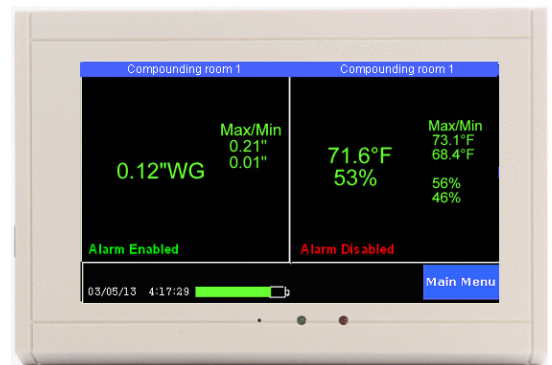 Compounding room 1
Max/Min
0.21"
0.01"
0.12"WG
Alarm Enabled
Compounding room 1
Max/Min
73.1°F
68.4°F
71.6°F
53%
56%
46%
Alarm Disabled
03/05/13 4:17:29
Main Menu